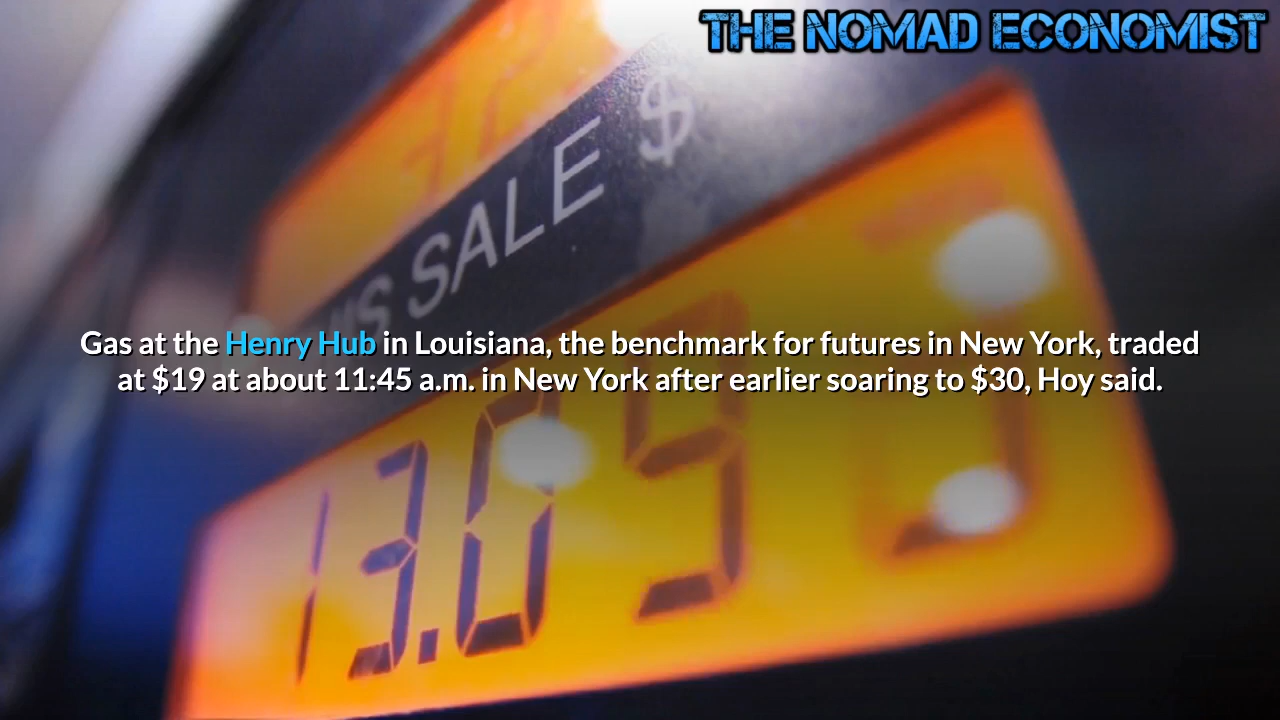 THE NOMAD ECONOMIST
SALE $
Gas at the Henry Hub in Louisiana, the benchmark for futures in New York, traded
at $19 at about 11:45 a.m. in New York after earlier soaring to $30, Hoy said.